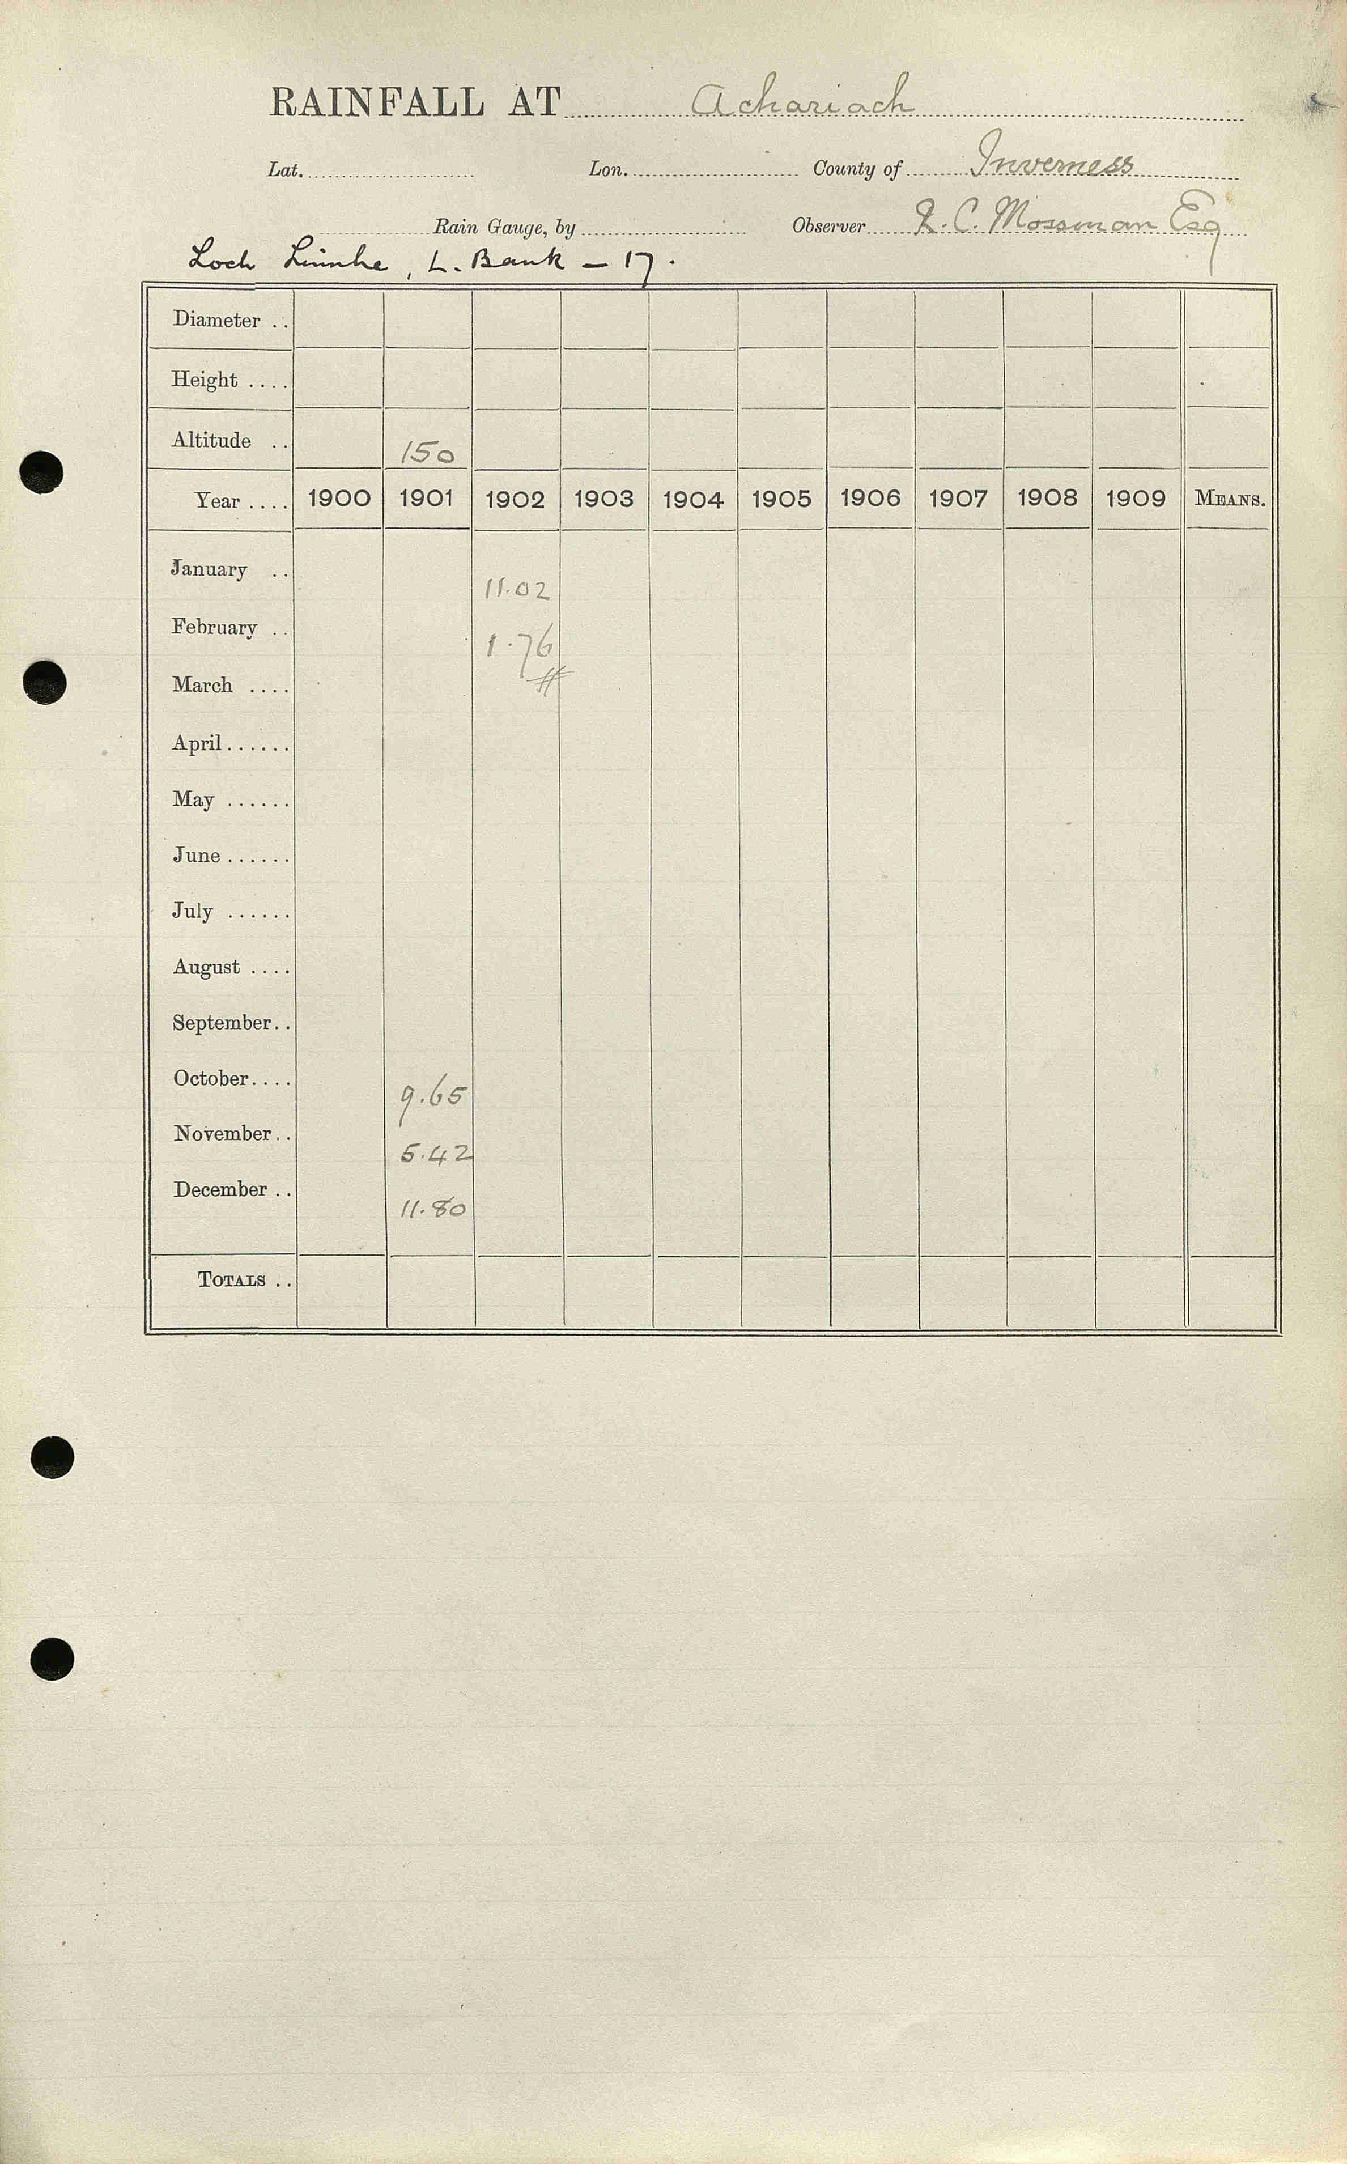 RAINFALL AT Achariach
Lat. Lon. County of Inverness
Rain Gauge, by Observer R. C. Mossman Esq
Loch Linnhe, L. Bank – 17.
Diameter ..
Height ....
Altitude .. 150
Year .... 1900 1901 1902 1903 1904 1905 1906 1907 1908 1909 MEANS.
January .. 11.02
February .. 1.76
March .... #
April......
May ......
June ......
July ......
August ....
September..
October.... 9.65
November.. 5.42
December .. 11.80
TOTALS ..